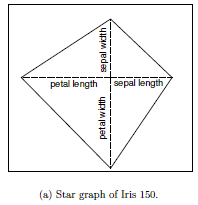 sepal width
petal length
sepal length
petal width
(a) Star graph of Iris 150.